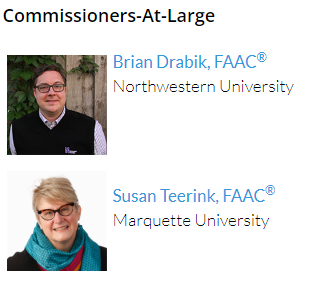 Commissioners-At-Large
Brian Drabik, FAAC®
Northwestern University
Susan Teerink, FAAC®
Marquette University